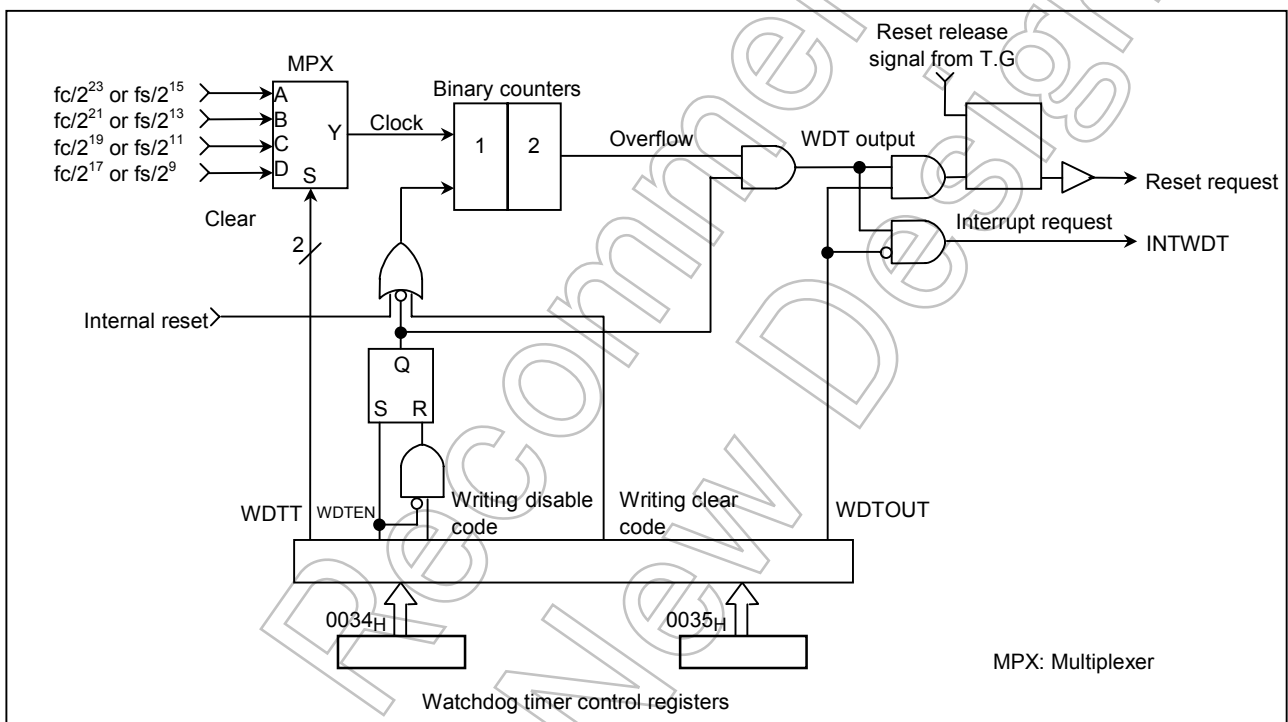 Reset release
signal from T.G
MPX
fc/2^23 or fs/2^15
fc/2^21 or fs/2^13
fc/2^19 or fs/2^11
fc/2^17 or fs/2^9
A
B
C
D
S
Y
Clock
Binary counters
1
2
Overflow
WDT output
Reset request
Interrupt request
INTWDT
Clear
2
Internal reset
Q
S
R
WDTT
WDTEN
Writing disable
code
Writing clear
code
WDTOUT
0034H
0035H
MPX: Multiplexer
Watchdog timer control registers
Recommen
New Design